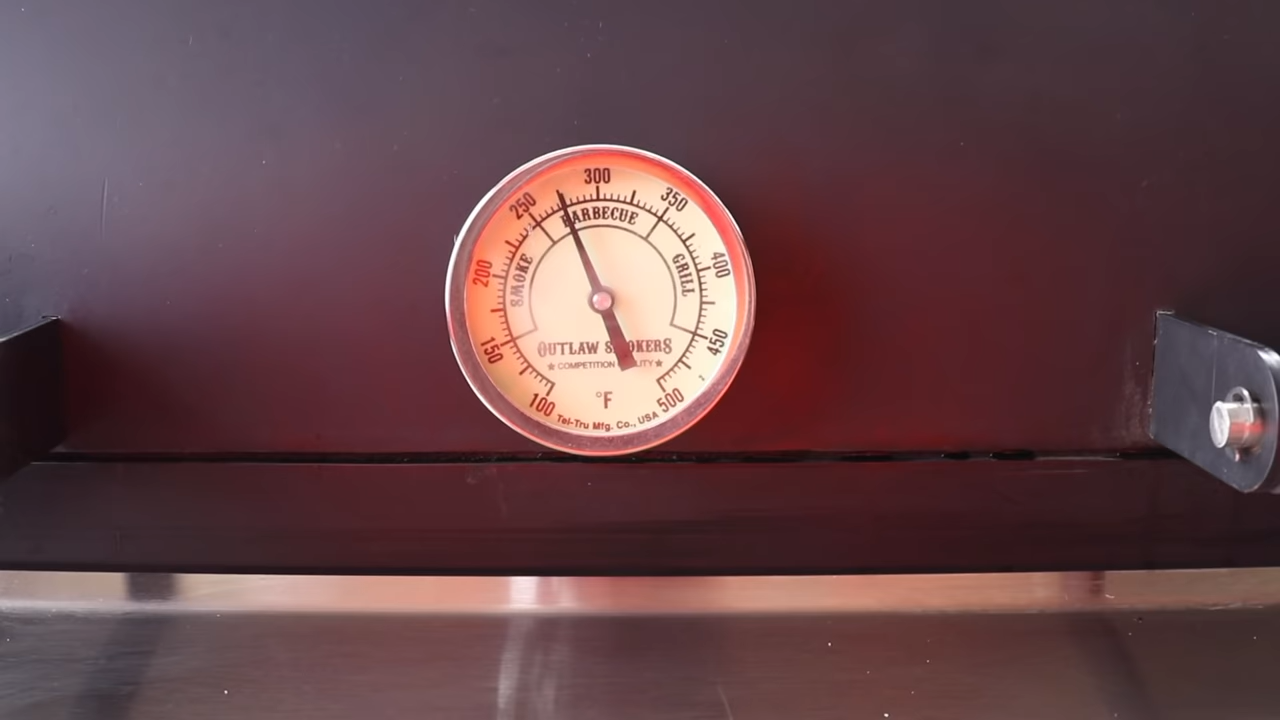 100 150 200 250 300 350 400 450 500
SMOKE BARBECUE GRILL
OUTLAW SMOKERS
★ COMPETITION QUALITY ★
°F
Tel-Tru Mfg. Co., USA